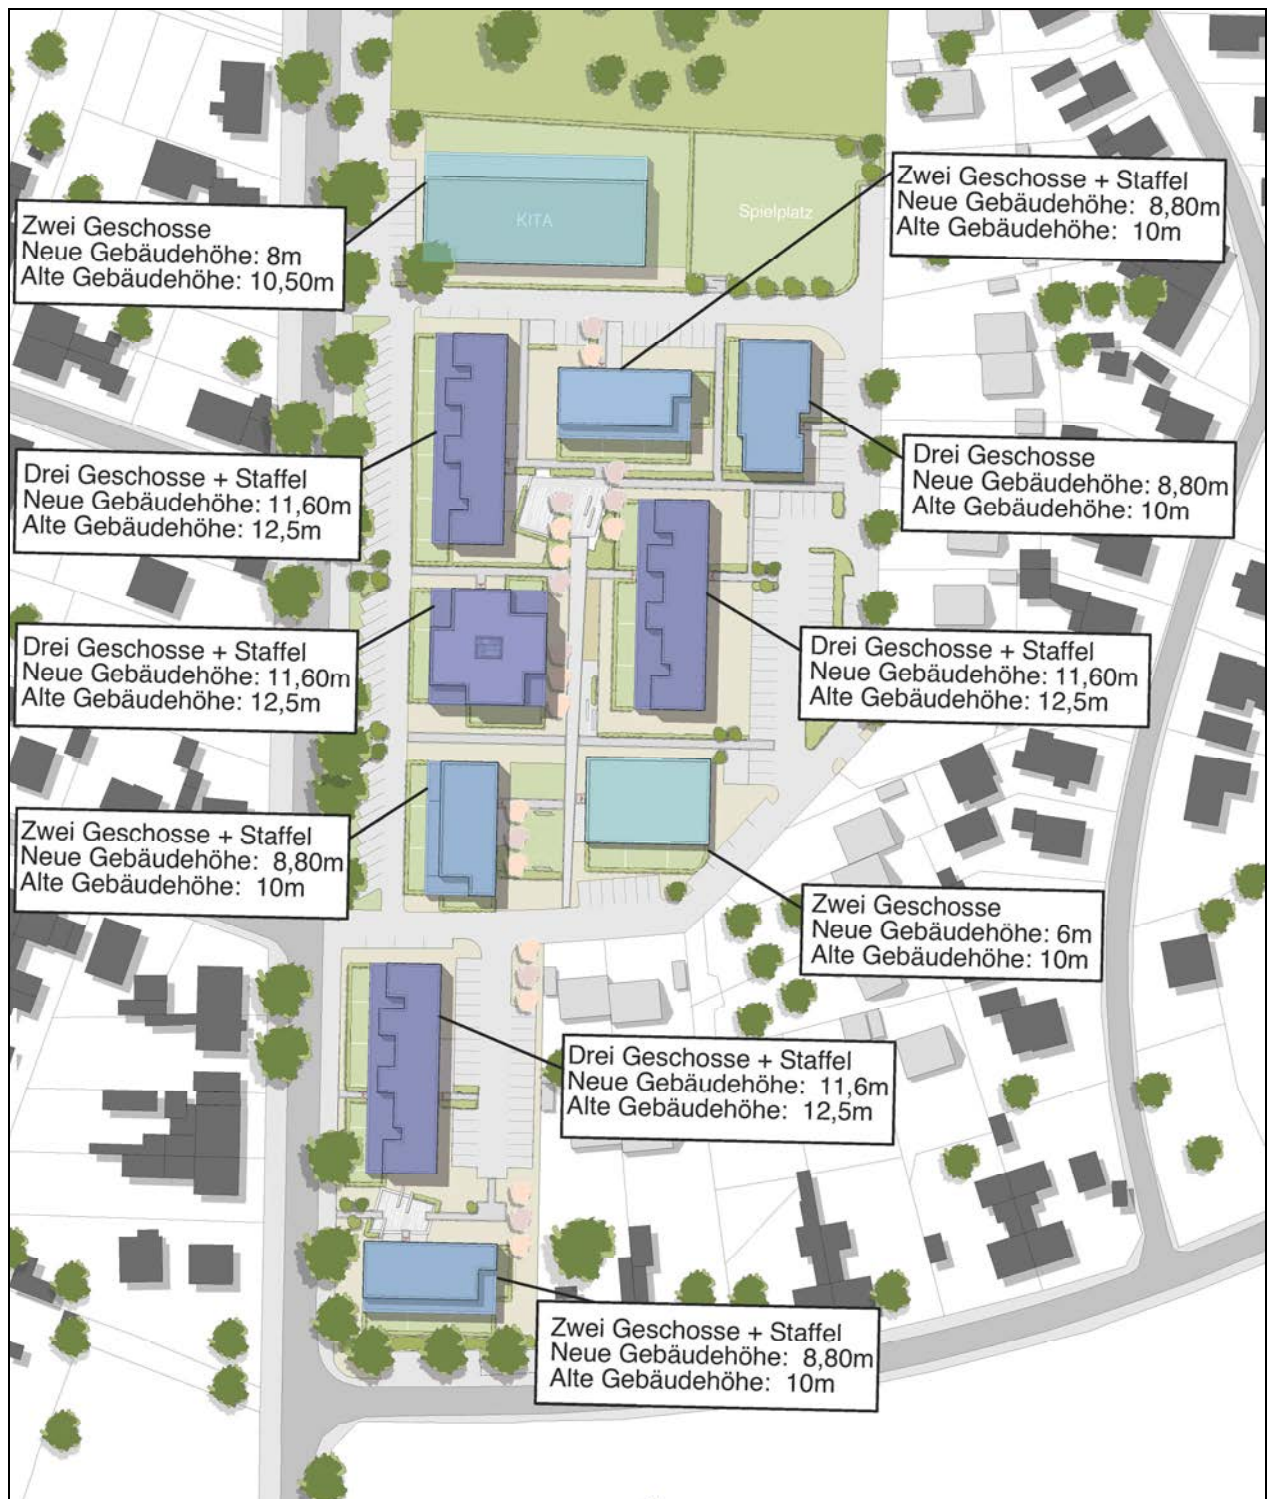 KITA
Spielplatz
Zwei Geschosse + Staffel
Neue Gebäudehöhe: 8,80m
Alte Gebäudehöhe: 10m
Zwei Geschosse
Neue Gebäudehöhe: 8m
Alte Gebäudehöhe: 10,50m
Drei Geschosse
Neue Gebäudehöhe: 8,80m
Alte Gebäudehöhe: 10m
Drei Geschosse + Staffel
Neue Gebäudehöhe: 11,60m
Alte Gebäudehöhe: 12,5m
Drei Geschosse + Staffel
Neue Gebäudehöhe: 11,60m
Alte Gebäudehöhe: 12,5m
Drei Geschosse + Staffel
Neue Gebäudehöhe: 11,60m
Alte Gebäudehöhe: 12,5m
Zwei Geschosse + Staffel
Neue Gebäudehöhe: 8,80m
Alte Gebäudehöhe: 10m
Zwei Geschosse
Neue Gebäudehöhe: 6m
Alte Gebäudehöhe: 10m
Drei Geschosse + Staffel
Neue Gebäudehöhe: 11,6m
Alte Gebäudehöhe: 12,5m
Zwei Geschosse + Staffel
Neue Gebäudehöhe: 8,80m
Alte Gebäudehöhe: 10m